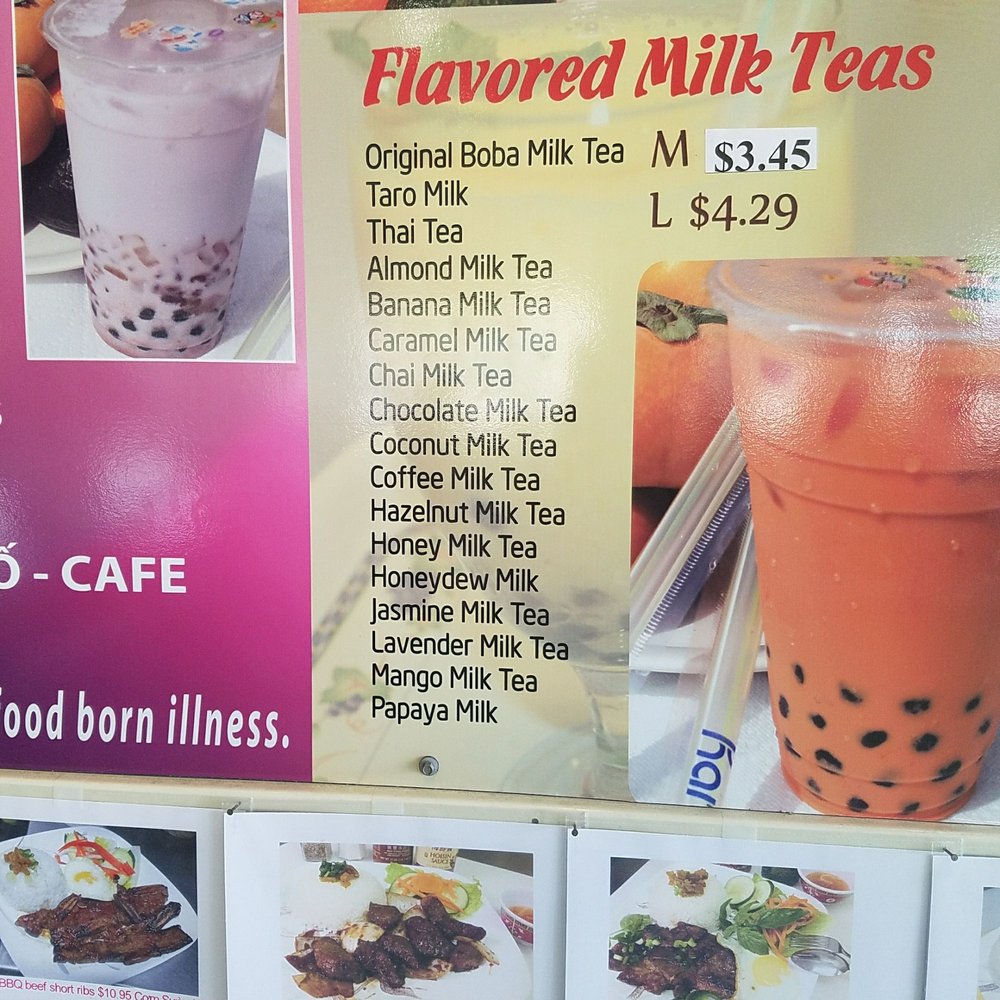 Flavored Milk Teas
Original Boba Milk Tea M $3.45
Taro Milk L $4.29
Thai Tea
Almond Milk Tea
Banana Milk Tea
Caramel Milk Tea
Chai Milk Tea
Chocolate Milk Tea
Coconut Milk Tea
Coffee Milk Tea
Hazelnut Milk Tea
Honey Milk Tea
Honeydew Milk
Jasmine Milk Tea
Lavender Milk Tea
Mango Milk Tea
Papaya Milk
Ố - CAFE
food born illness.
BBQ beef short ribs $10.95